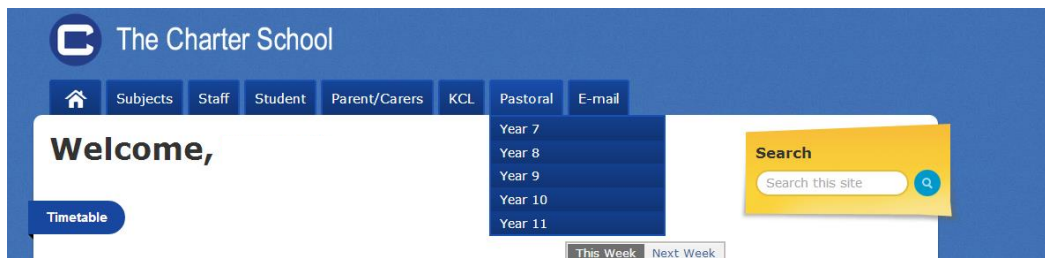 The Charter School
Subjects Staff Student Parent/Carers KCL Pastoral E-mail
Welcome,
Year 7
Year 8
Year 9
Year 10
Year 11
Search
Search this site
Timetable
This Week Next Week